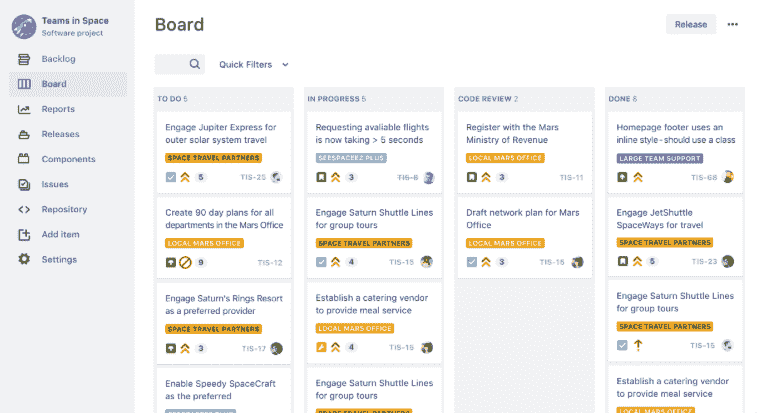 Teams in Space
Software project
Backlog
Board
Reports
Releases
Components
Issues
Repository
Add item
Settings
Board
Release
Quick Filters
TO DO 5
Engage Jupiter Express for
outer solar system travel
SPACE TRAVEL PARTNERS
5
TIS-25
Create 90 day plans for all
departments in the Mars Office
LOCAL MARS OFFICE
9
TIS-12
Engage Saturn's Rings Resort
as a preferred provider
SPACE TRAVEL PARTNERS
3
TIS-17
Enable Speedy SpaceCraft
as the preferred
IN PROGRESS 5
Requesting avaliable flights
is now taking > 5 seconds
SEESPACEEZ PLUS
3
Engage Saturn Shuttle Lines
for group tours
SPACE TRAVEL PARTNERS
4
TIS-15
Establish a catering vendor
to provide meal service
LOCAL MARS OFFICE
4
TIS-15
Engage Saturn Shuttle Lines
for group tours
SPACE TRAVEL PARTNERS
CODE REVIEW 2
Register with the Mars
Ministry of Revenue
LOCAL MARS OFFICE
3
TIS-11
Draft network plan for Mars
Office
LOCAL MARS OFFICE
3
TIS-15
DONE
Homepage footer uses an
inline style-should use a class
LARGE TEAM SUPPORT
TIS-68
Engage JetShuttle
SpaceWays for travel
SPACE TRAVEL PARTNERS
5
TIS-23
Engage Saturn Shuttle Lines
for group tours
SPACE TRAVEL PARTNERS
TIS-15
Establish a catering vendor
to provide meal service
LOCAL MARS OFFICE